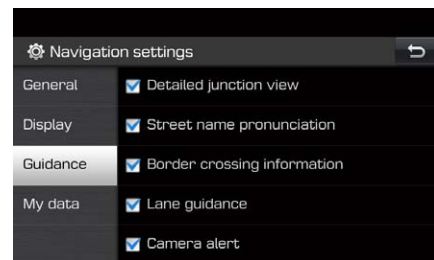 Navigation settings
General
Detailed junction view
Display
Street name pronunciation
Guidance
Border crossing information
My data
Lane guidance
Camera alert